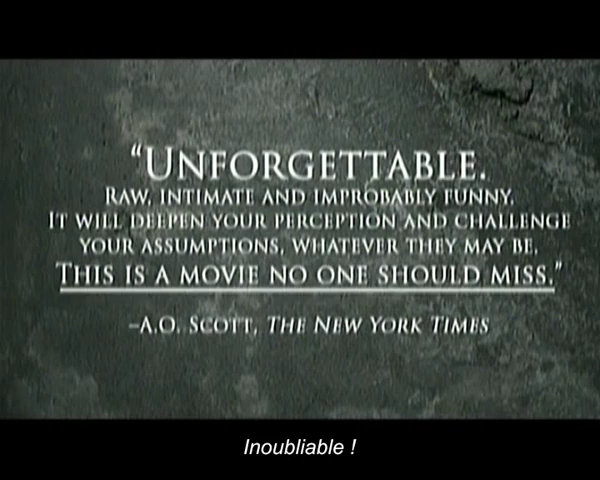 “UNFORGETTABLE.
RAW, INTIMATE AND IMPROBABLY FUNNY.
IT WILL DEEPEN YOUR PERCEPTION AND CHALLENGE
YOUR ASSUMPTIONS, WHATEVER THEY MAY BE.
THIS IS A MOVIE NO ONE SHOULD MISS.”
–A.O. SCOTT, THE NEW YORK TIMES
Inoubliable !